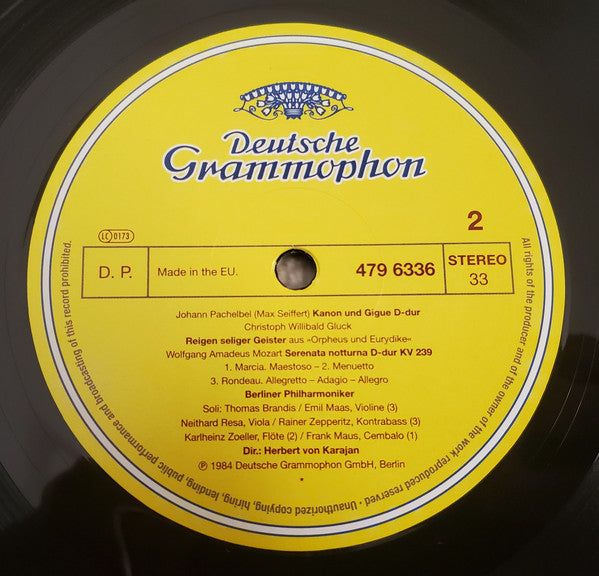 Deutsche
Grammophon
LC 0173
2
D. P.
Made in the EU.
479 6336
STEREO
33
Johann Pachelbel (Max Seiffert) Kanon und Gigue D-dur
Christoph Willibald Gluck
Reigen seliger Geister aus »Orpheus und Eurydike«
Wolfgang Amadeus Mozart Serenata notturna D-dur KV 239
1. Marcia. Maestoso – 2. Menuetto
3. Rondeau. Allegretto – Adagio – Allegro
Berliner Philharmoniker
Soli: Thomas Brandis / Emil Maas, Violine (3)
Neithard Resa, Viola / Rainer Zepperitz, Kontrabass (3)
Karlheinz Zoeller, Flöte (2) / Frank Maus, Cembalo (1)
Dir.: Herbert von Karajan
℗ 1984 Deutsche Grammophon GmbH, Berlin
*
All rights of the producer and of the owner of the work reproduced reserved · Unauthorized copying, hiring, lending, public performance and broadcasting of this record prohibited.